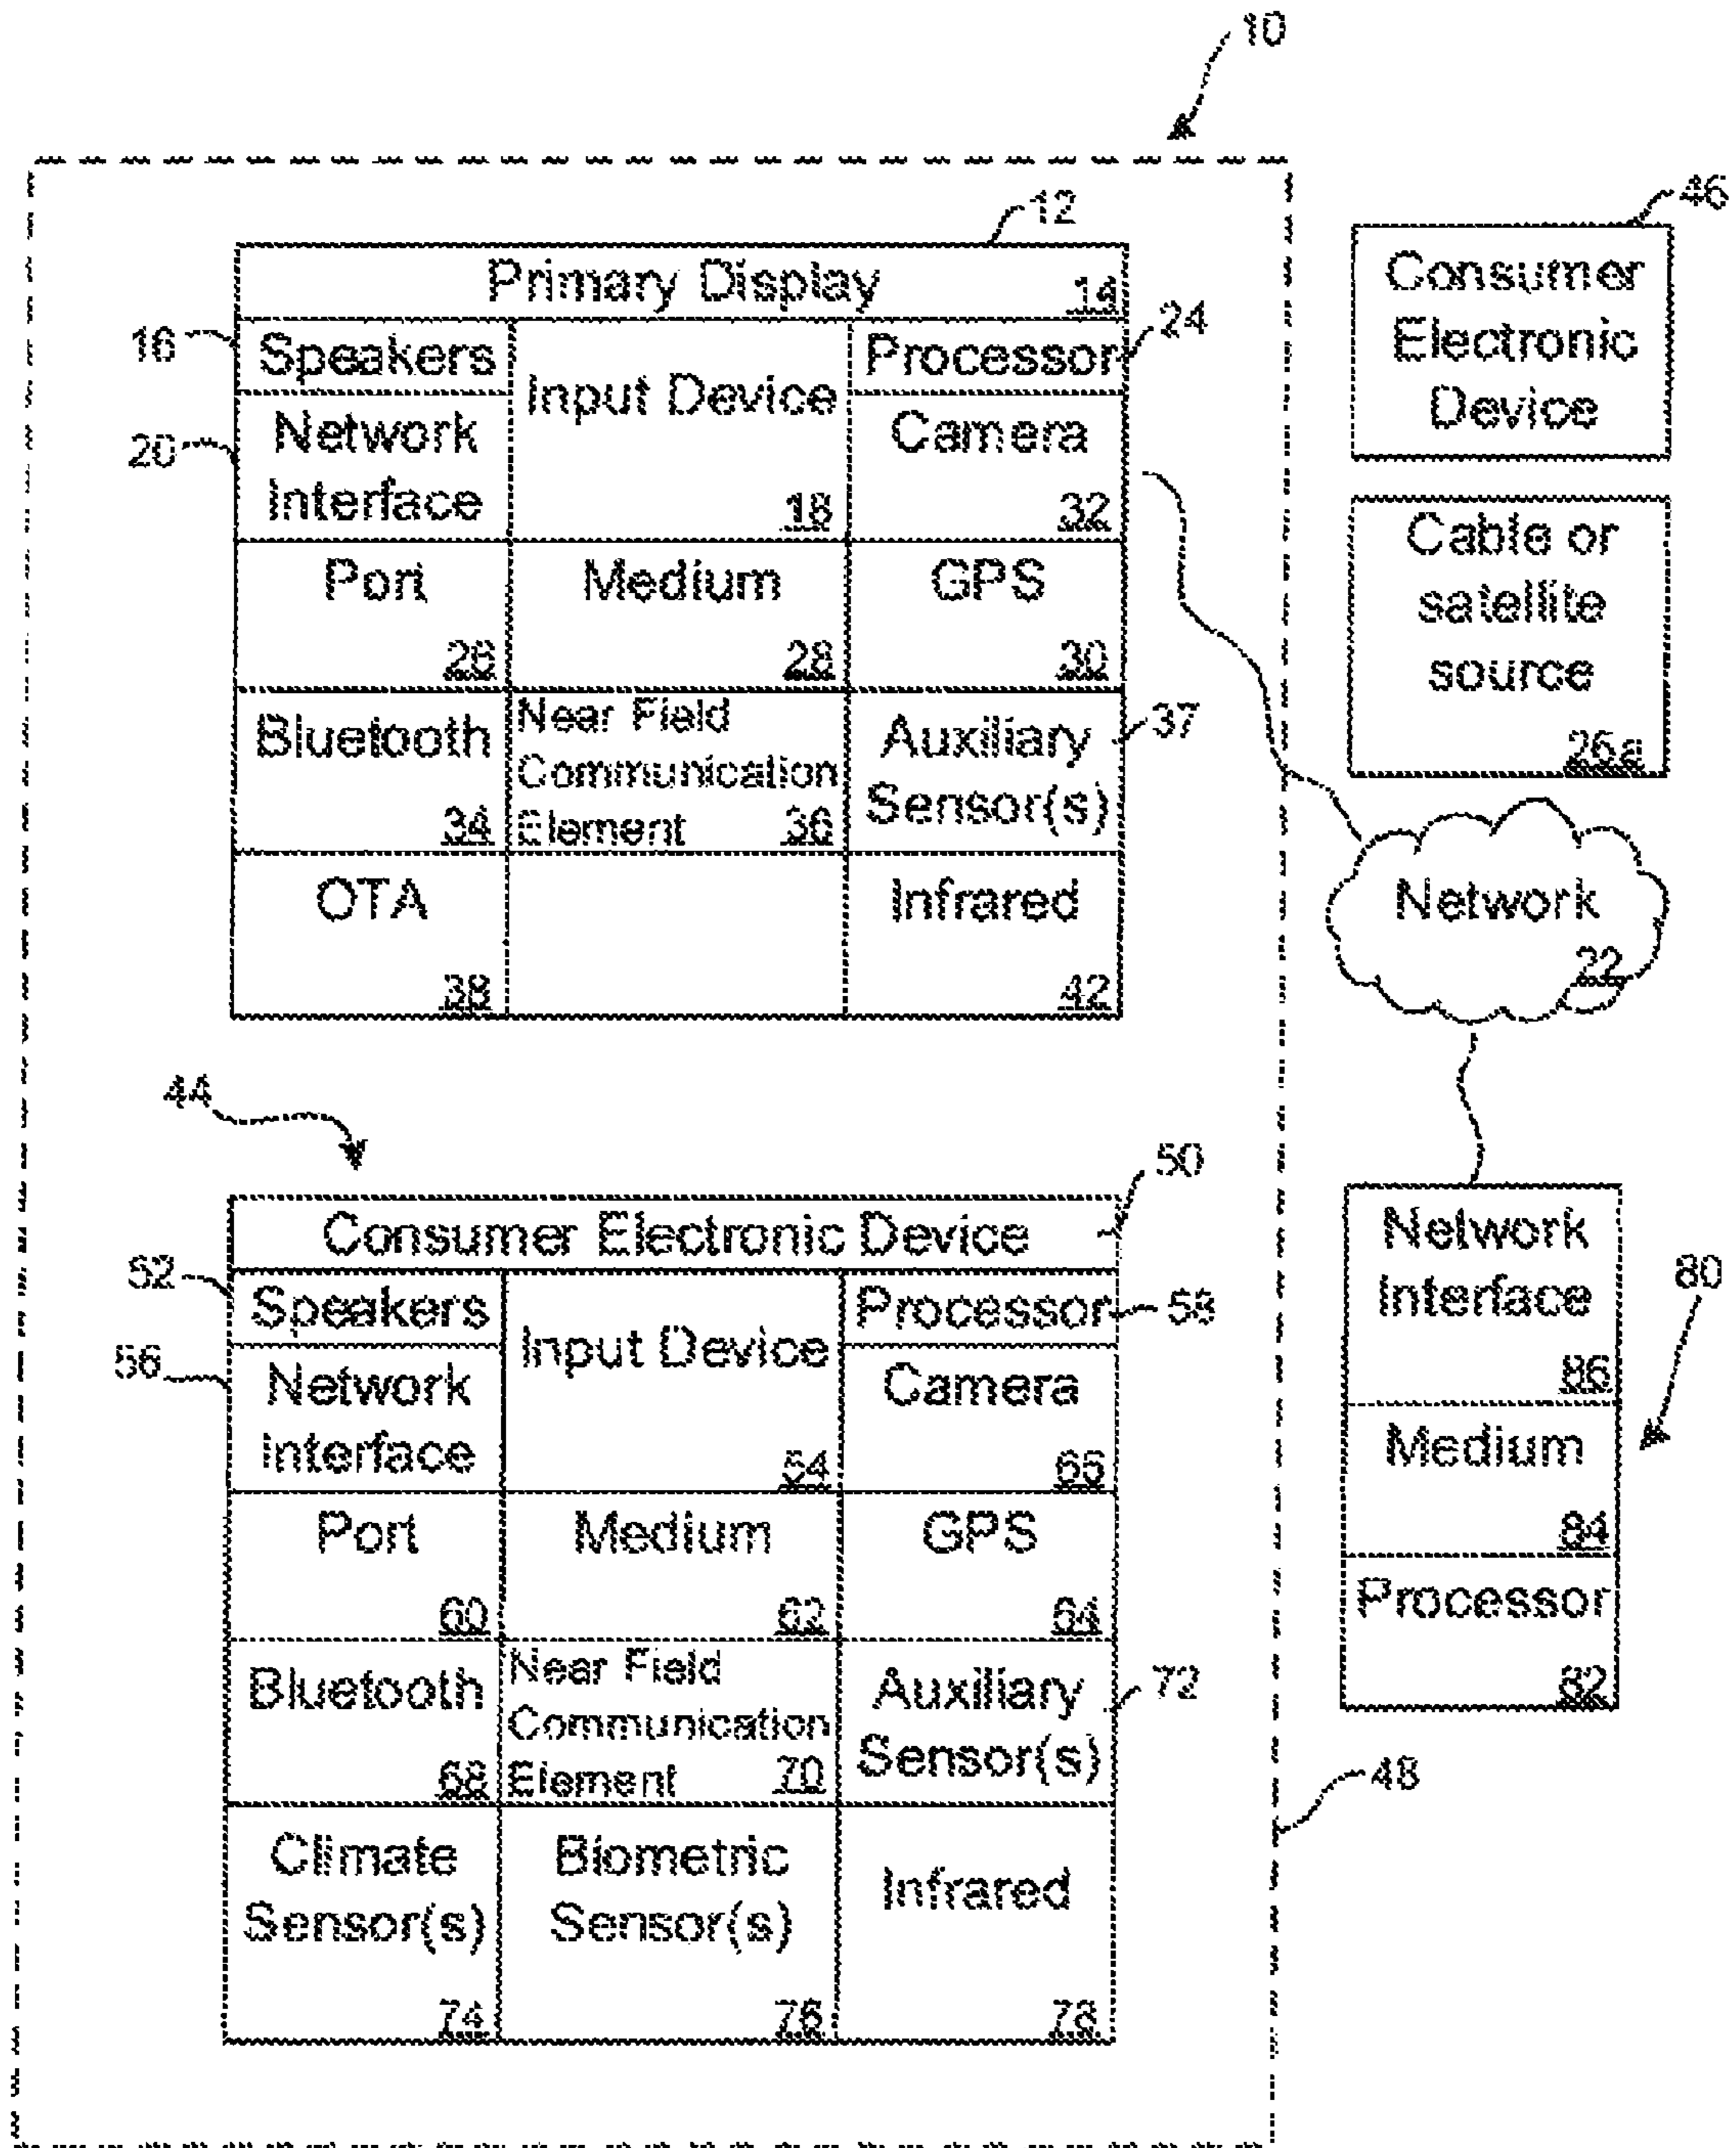 10
12
Primary Display 14
16 Speakers
Input Device 18
Processor 24
20 Network
Interface
Camera
32
Port
26
Medium
28
GPS
30
Bluetooth
34
Near Field
Communication
Element 36
Auxiliary
Sensor(s)
37
OTA
38
Infrared
42
46
Consumer
Electronic
Device
Cable or
satellite
source
26a
Network
22
44
Consumer Electronic Device 50
52 Speakers
Input Device
54
Processor 58
56 Network
Interface
Camera
66
Port
60
Medium
62
GPS
64
Bluetooth
68
Near Field
Communication
Element 70
Auxiliary
Sensor(s)
72
Climate
Sensor(s)
74
Biometric
Sensor(s)
76
Infrared
78
Network
Interface
86
Medium
84
Processor
82
80
48